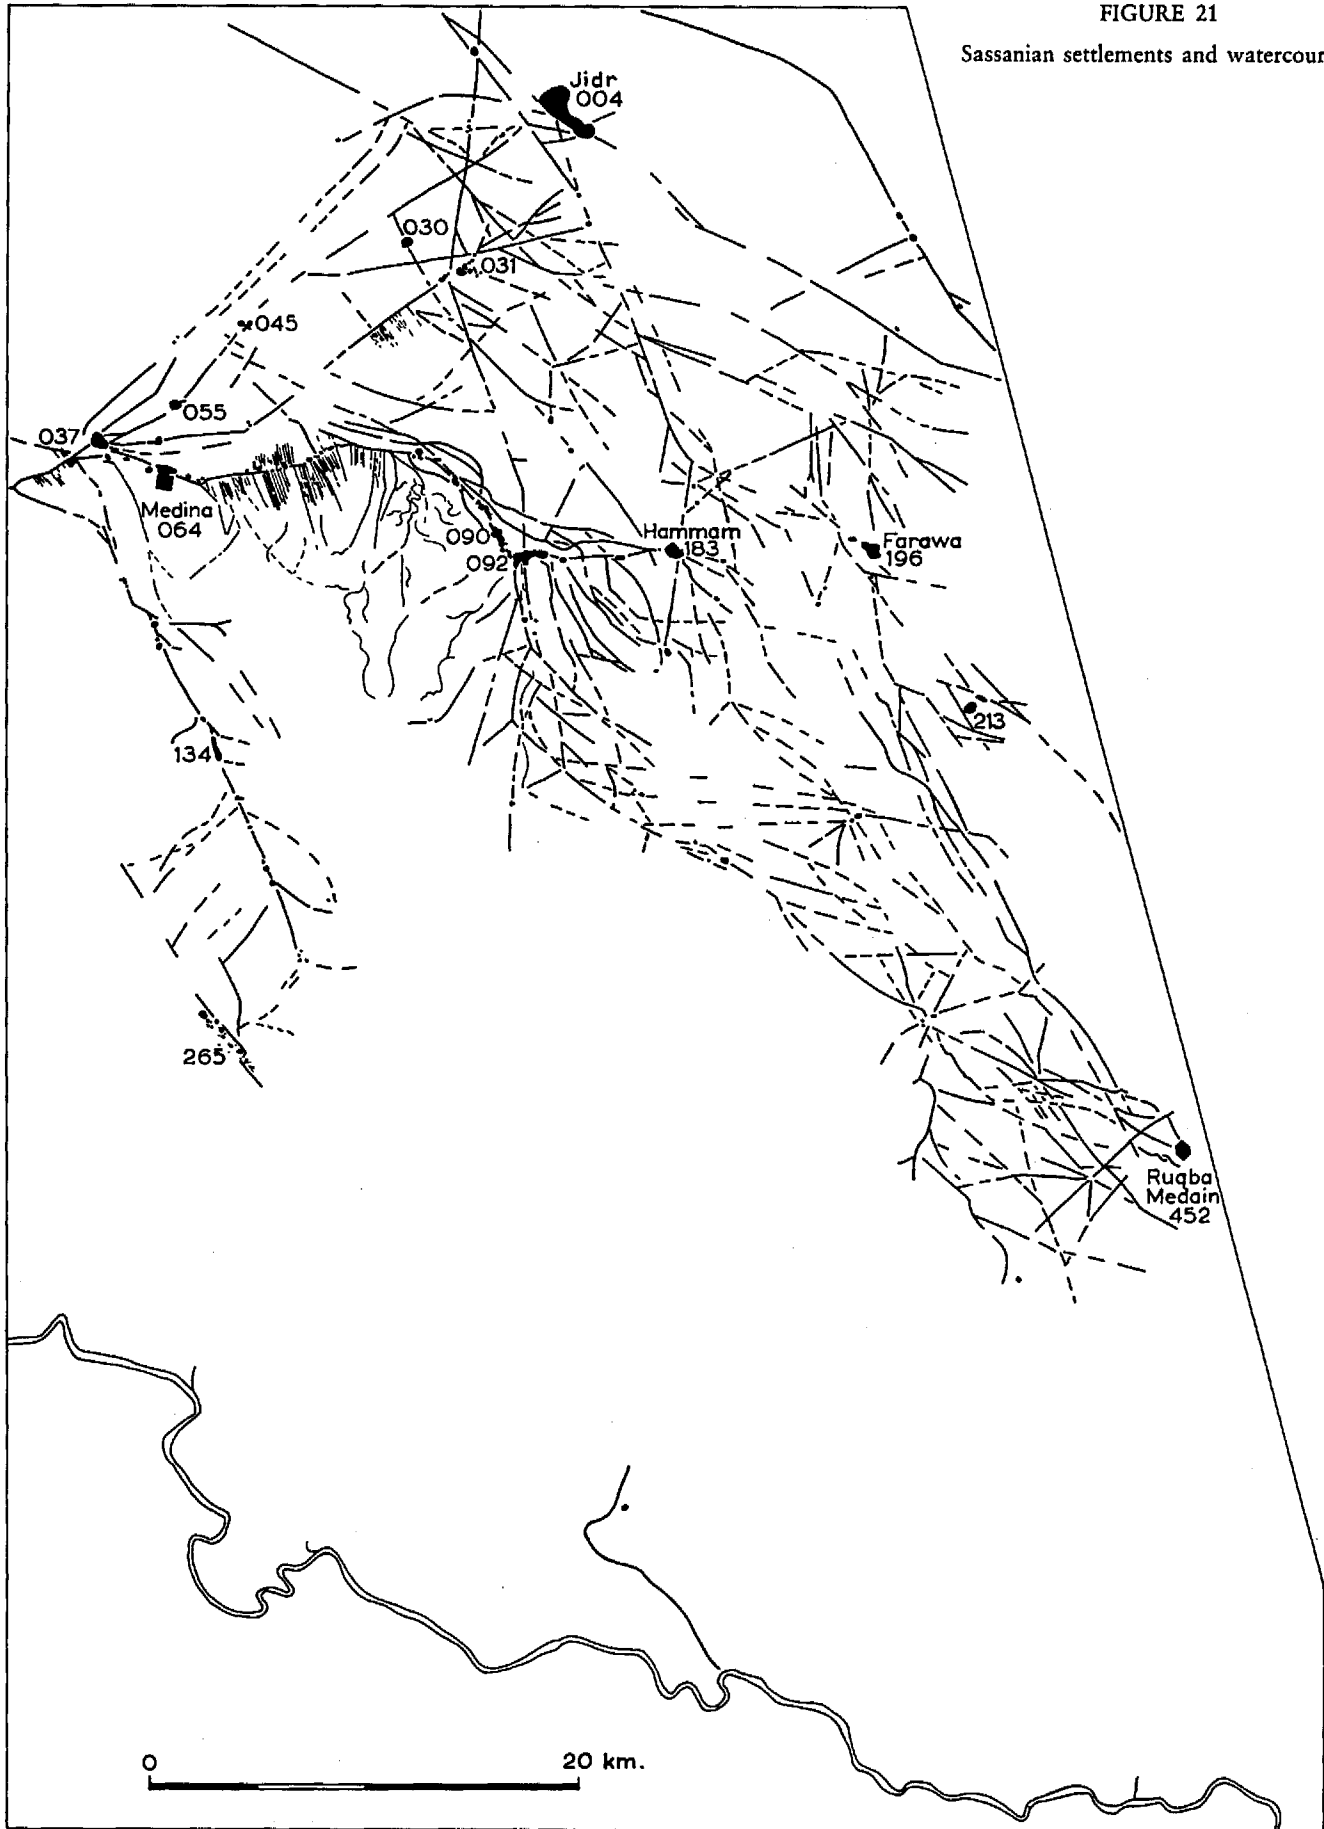 FIGURE 21
Sassanian settlements and watercour
Jidr
004
030
031
045
055
037
Medina
064
090
092
Hammam
183
Farawa
196
213
134
265
Ruqba
Medain
452
0
20 km.